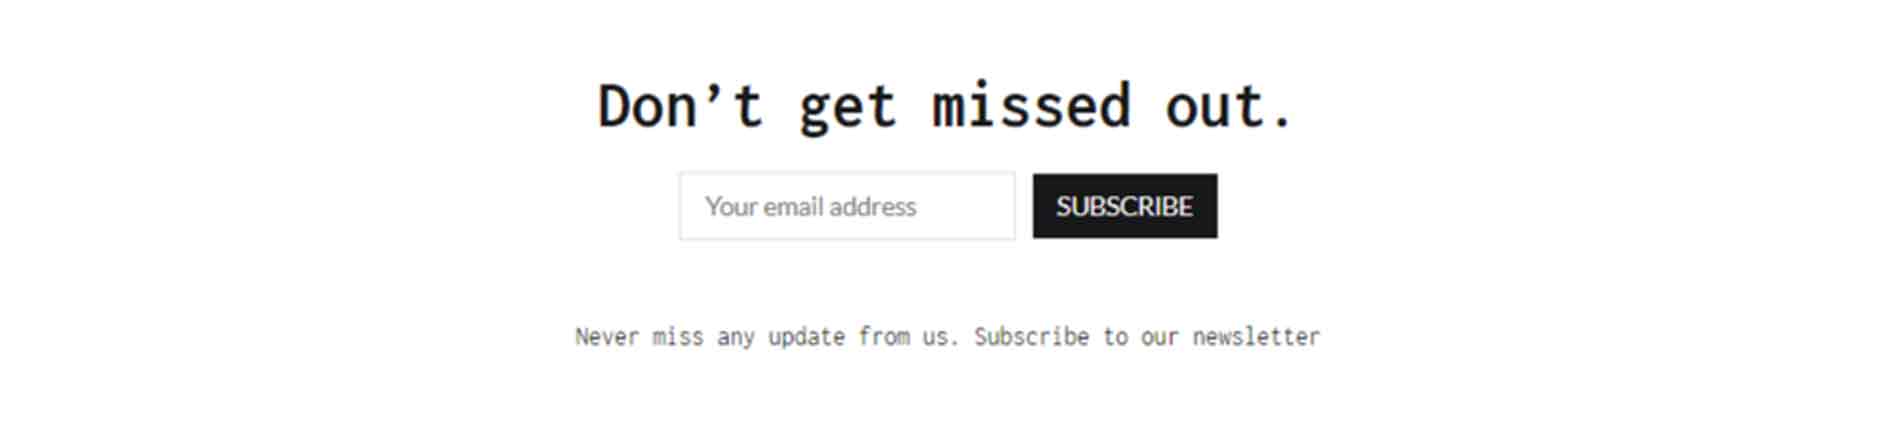 Don’t get missed out.
Your email address
SUBSCRIBE
Never miss any update from us. Subscribe to our newsletter